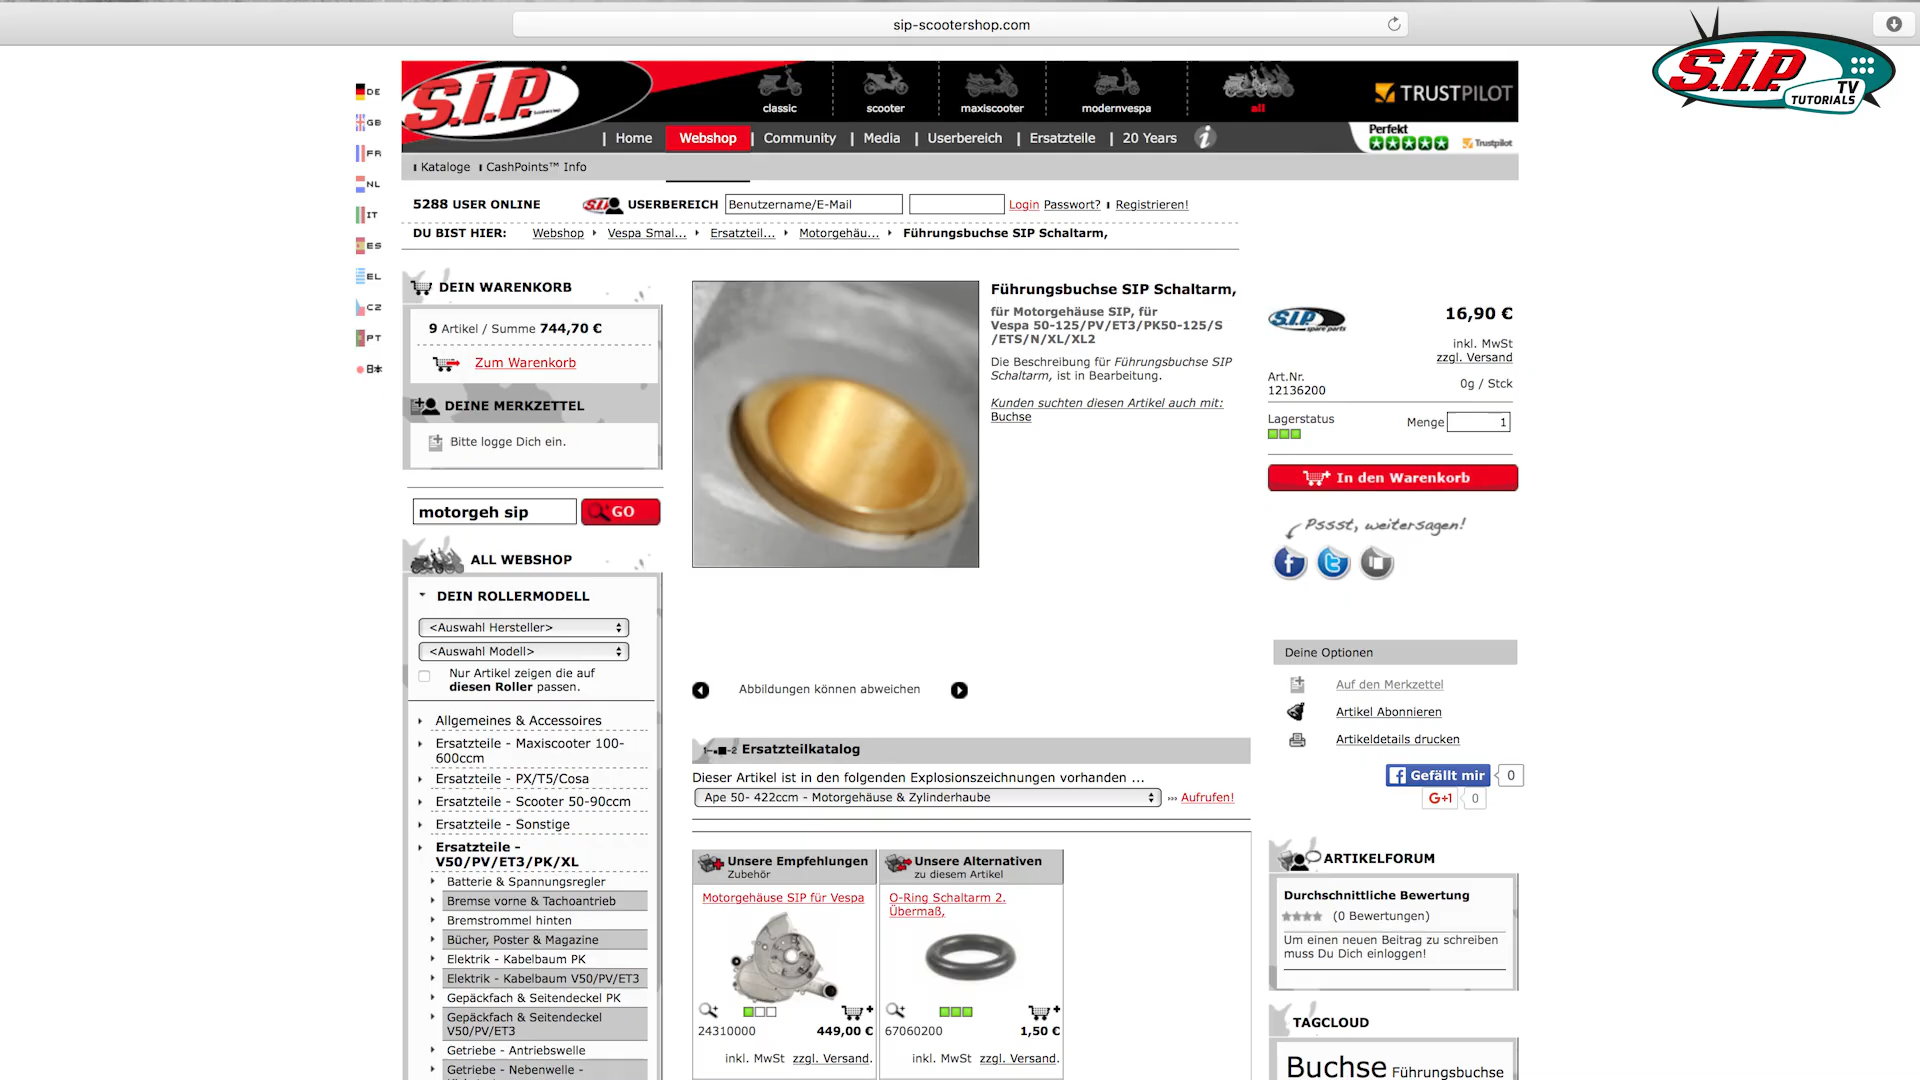 sip-scootershop.com
S.I.P.
TV
TUTORIALS
DE
GB
FR
NL
IT
ES
EL
CZ
PT
日本
S.I.P.
classic
scooter
maxiscooter
modernvespa
all
TRUSTPILOT
| Home
Webshop
| Community
| Media
| Userbereich
| Ersatzteile
| 20 Years
i
Perfekt
Trustpilot
Kataloge
CashPoints™ Info
5288 USER ONLINE
USERBEREICH
Benutzername/E-Mail
Login
Passwort?
Registrieren!
DU BIST HIER:
Webshop
Vespa Smal...
Ersatzteil...
Motorgehäu...
Führungsbuchse SIP Schaltarm,
DEIN WARENKORB
9 Artikel / Summe 744,70 €
Zum Warenkorb
DEINE MERKZETTEL
Bitte logge Dich ein.
motorgeh sip
GO
ALL WEBSHOP
DEIN ROLLERMODELL
<Auswahl Hersteller>
<Auswahl Modell>
Nur Artikel zeigen die auf
diesen Roller passen.
Allgemeines & Accessoires
Ersatzteile - Maxiscooter 100-
600ccm
Ersatzteile - PX/T5/Cosa
Ersatzteile - Scooter 50-90ccm
Ersatzteile - Sonstige
Ersatzteile -
V50/PV/ET3/PK/XL
Batterie & Spannungsregler
Bremse vorne & Tachoantrieb
Bremstrommel hinten
Bücher, Poster & Magazine
Elektrik - Kabelbaum PK
Elektrik - Kabelbaum V50/PV/ET3
Gepäckfach & Seitendeckel PK
Gepäckfach & Seitendeckel
V50/PV/ET3
Getriebe - Antriebswelle
Getriebe - Nebenwelle -
Führungsbuchse SIP Schaltarm,
für Motorgehäuse SIP, für
Vespa 50-125/PV/ET3/PK50-125/S
/ETS/N/XL/XL2
Die Beschreibung für Führungsbuchse SIP
Schaltarm, ist in Bearbeitung.
Kunden suchten diesen Artikel auch mit:
Buchse
Abbildungen können abweichen
Ersatzteilkatalog
Dieser Artikel ist in den folgenden Explosionszeichnungen vorhanden ...
Ape 50- 422ccm - Motorgehäuse & Zylinderhaube
Aufrufen!
Unsere Empfehlungen
Zubehör
Motorgehäuse SIP für Vespa
24310000
449,00 €
inkl. MwSt zzgl. Versand.
Unsere Alternativen
zu diesem Artikel
O-Ring Schaltarm 2.
Übermaß,
67060200
1,50 €
inkl. MwSt zzgl. Versand.
S.I.P.
spare parts
16,90 €
inkl. MwSt
zzgl. Versand
Art.Nr.
12136200
0g / Stck
Lagerstatus
Menge 1
In den Warenkorb
Psssst, weitersagen!
Deine Optionen
Auf den Merkzettel
Artikel Abonnieren
Artikeldetails drucken
Gefällt mir
0
G+1
0
ARTIKELFORUM
Durchschnittliche Bewertung
(0 Bewertungen)
Um einen neuen Beitrag zu schreiben
muss Du Dich einloggen!
TAGCLOUD
Buchse Führungsbuchse